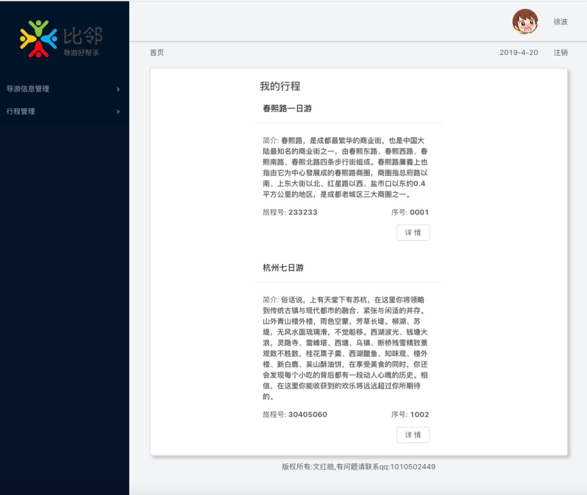 比邻
导游好帮手
徐波
导游信息管理
行程管理
首页
2019-4-20 注销
我的行程
春熙路一日游
简介: 春熙路，是成都最繁华的商业街，也是中国大
陆最知名的商业街之一，由春熙东路、春熙西路、春
熙南路、春熙北路四条步行街组成。春熙路廣義上也
指由它为中心發展成的春熙路商圈，商圈指总府路以
南、上东大街以北、红星路以西、盐市口以东约0.4
平方公里的地区，是成都老城区三大商圈之一。
旅程号: 233233 序号: 0001
详 情
杭州七日游
简介: 俗话说，上有天堂下有苏杭，在这里你将领略
到传统古镇与现代都市的融合、紧张与闲适的并存。
山外青山楼外楼，雨色空蒙，芳草长堤。柳湖、苏
堤，无风水面琉璃滑，不觉船移。西湖波光、钱塘大
浪，灵隐寺、雷峰塔、西塘、乌镇、断桥残雪精致景
观数不胜数，桂花栗子羹、西湖醋鱼、知味观、楼外
楼、新白鹿、吴山酥油饼，在享受美食的同时，你还
会发现每个小吃的背后都有一段动人心魄的历史。相
信，在这里你能收获到的欢乐将远远超过你所期待
的。
旅程号: 30405060 序号: 1002
详 情
版权所有:文红皓,有问题请联系qq:1010502449